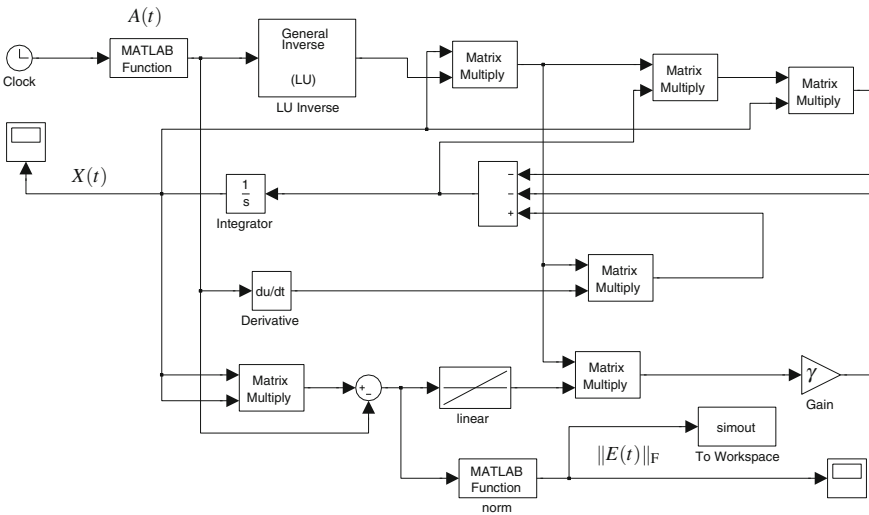 A(t)
Clock
MATLAB
Function
General
Inverse
(LU)
LU Inverse
Matrix
Multiply
Matrix
Multiply
Matrix
Multiply
X(t)
1
s
Integrator
−
−
+
du/dt
Derivative
Matrix
Multiply
Matrix
Multiply
+
−
linear
Matrix
Multiply
γ
Gain
MATLAB
Function
norm
‖E(t)‖F
simout
To Workspace